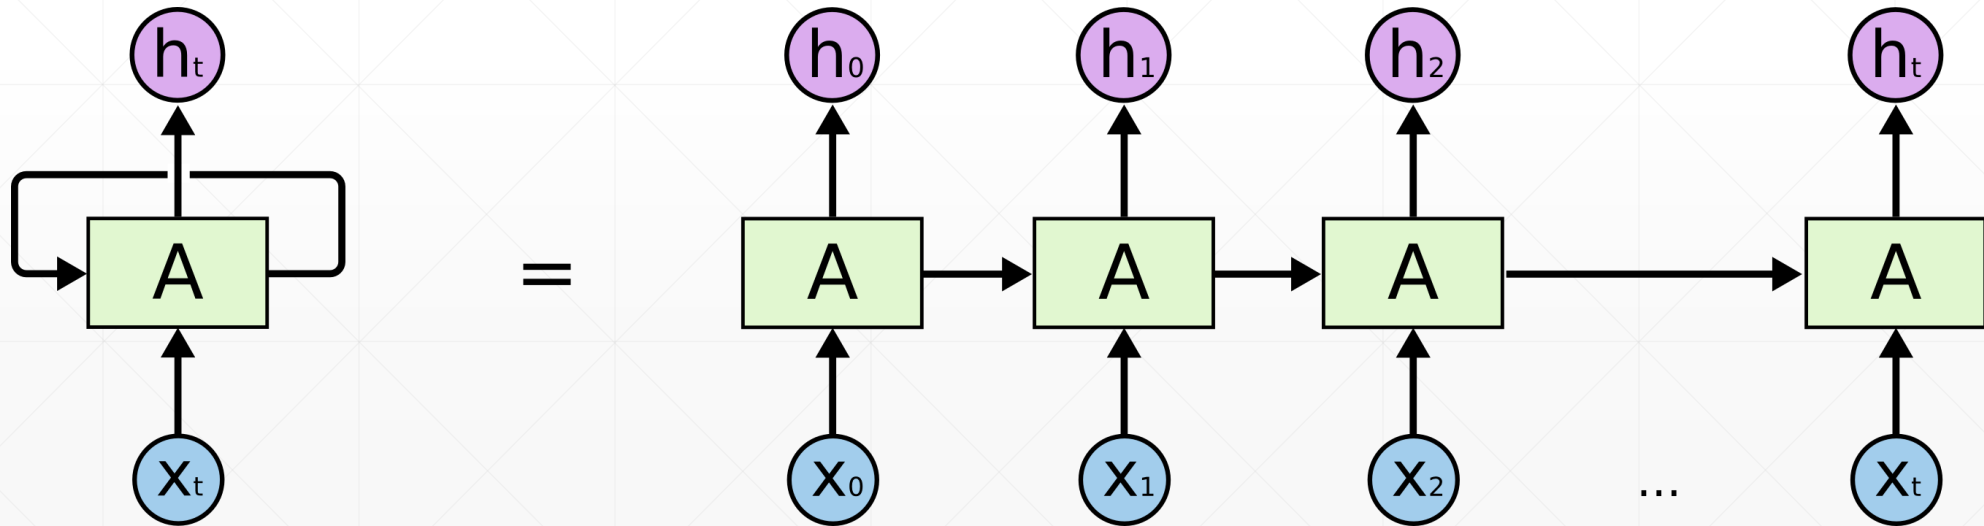 ht h0 h1 h2 ht
A = A A A A
xt x0 x1 x2 ... xt